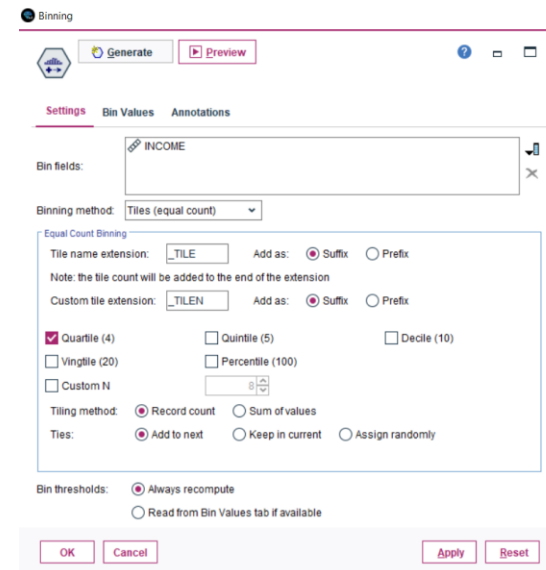 Binning
Generate Preview ?
Settings Bin Values Annotations
INCOME
Bin fields:
Binning method: Tiles (equal count)
Equal Count Binning
Tile name extension: _TILE Add as: Suffix Prefix
Note: the tile count will be added to the end of the extension
Custom tile extension: _TILEN Add as: Suffix Prefix
Quartile (4) Quintile (5) Decile (10)
Vingtile (20) Percentile (100)
Custom N 8
Tiling method: Record count Sum of values
Ties: Add to next Keep in current Assign randomly
Bin thresholds: Always recompute
Read from Bin Values tab if available
OK Cancel Apply Reset